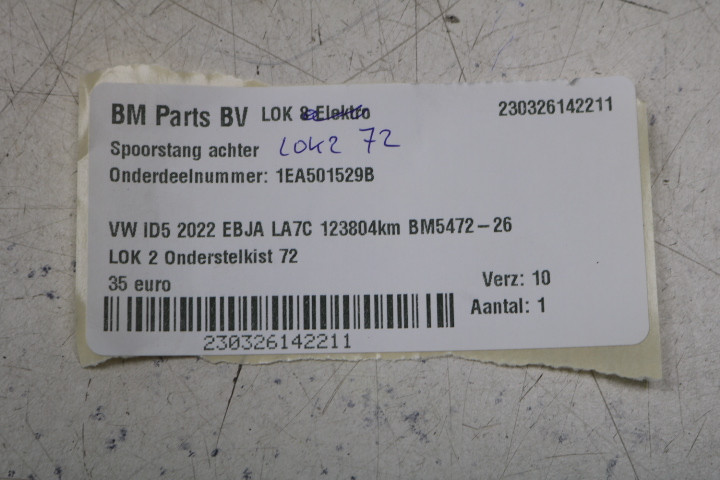 BM Parts BV LOK 8 Elektro 230326142211
Spoorstang achter LOK2 72
Onderdeelnummer: 1EA501529B
VW ID5 2022 EBJA LA7C 123804km BM5472-26
LOK 2 Onderstelkist 72
35 euro Verz: 10
Aantal: 1
230326142211